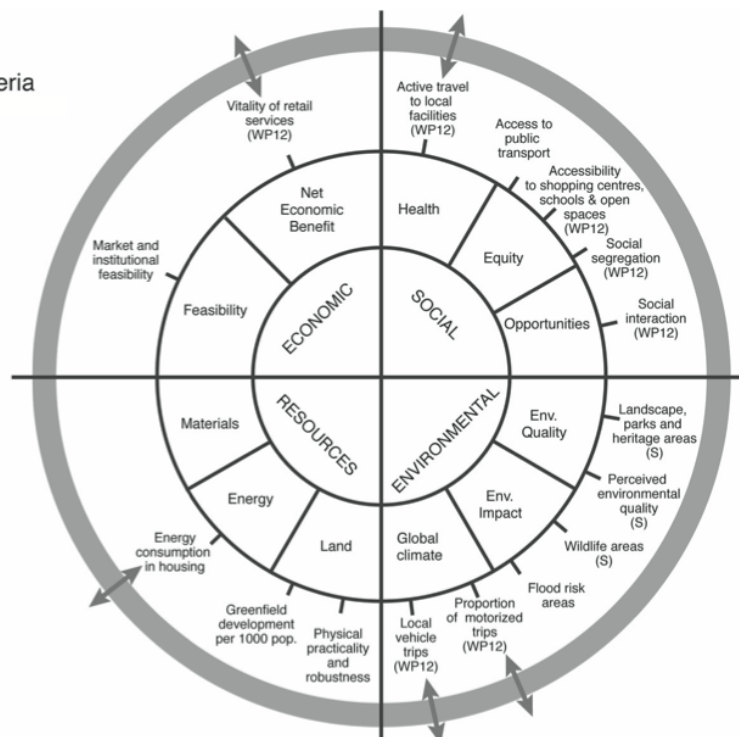 eria
Vitality of retail
services
(WP12)
Active travel
to local
facilities
(WP12)
Access to
public
transport
Accessibility
to shopping centres,
schools & open
spaces
(WP12)
Social
segregation
(WP12)
Social
interaction
(WP12)
Market and
institutional
feasibility
Net
Economic
Benefit
Feasibility
Health
Equity
Opportunities
ECONOMIC
SOCIAL
RESOURCES
ENVIRONMENTAL
Materials
Energy
Land
Global
climate
Env.
Impact
Env.
Quality
Landscape,
parks and
heritage areas
(S)
Perceived
environmental
quality
(S)
Wildlife areas
(S)
Flood risk
areas
Proportion
of motorized
trips
(WP12)
Local
vehicle
trips
(WP12)
Physical
practicality
and
robustness
Greenfield
development
per 1000 pop.
Energy
consumption
in housing